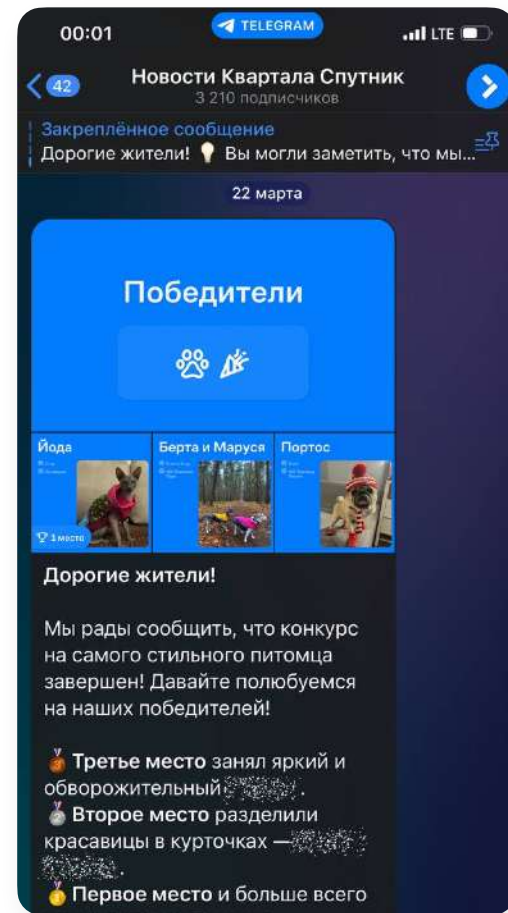 00:01
TELEGRAM
LTE
42
Новости Квартала Спутник
3 210 подписчиков
Закреплённое сообщение
Дорогие жители! 💡 Вы могли заметить, что мы...
22 марта
Победители
Йода
Берта и Маруся
Портос
1 место
Дорогие жители!
Мы рады сообщить, что конкурс
на самого стильного питомца
завершен! Давайте полюбуемся
на наших победителей!
🥉 Третье место занял яркий и
обворожительный .
🥈 Второе место разделили
красавицы в курточках —
.
🥇 Первое место и больше всего